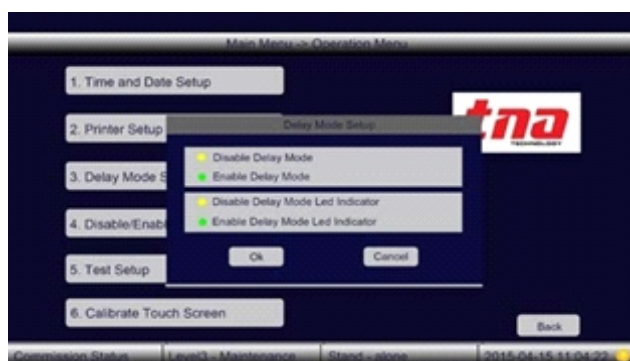 Main Menu -> Operation Menu
1. Time and Date Setup
tna
TECHNOLOGY
2. Printer Setup
Delay Mode Setup
Disable Delay Mode
Enable Delay Mode
3. Delay Mode S
Disable Delay Mode Led Indicator
Enable Delay Mode Led Indicator
4. Disable/Enabl
Ok
Cancel
5. Test Setup
6. Calibrate Touch Screen
Back
Commission Status
Level3 - Maintenance
Stand - alone
2015-04-15 11:04:22